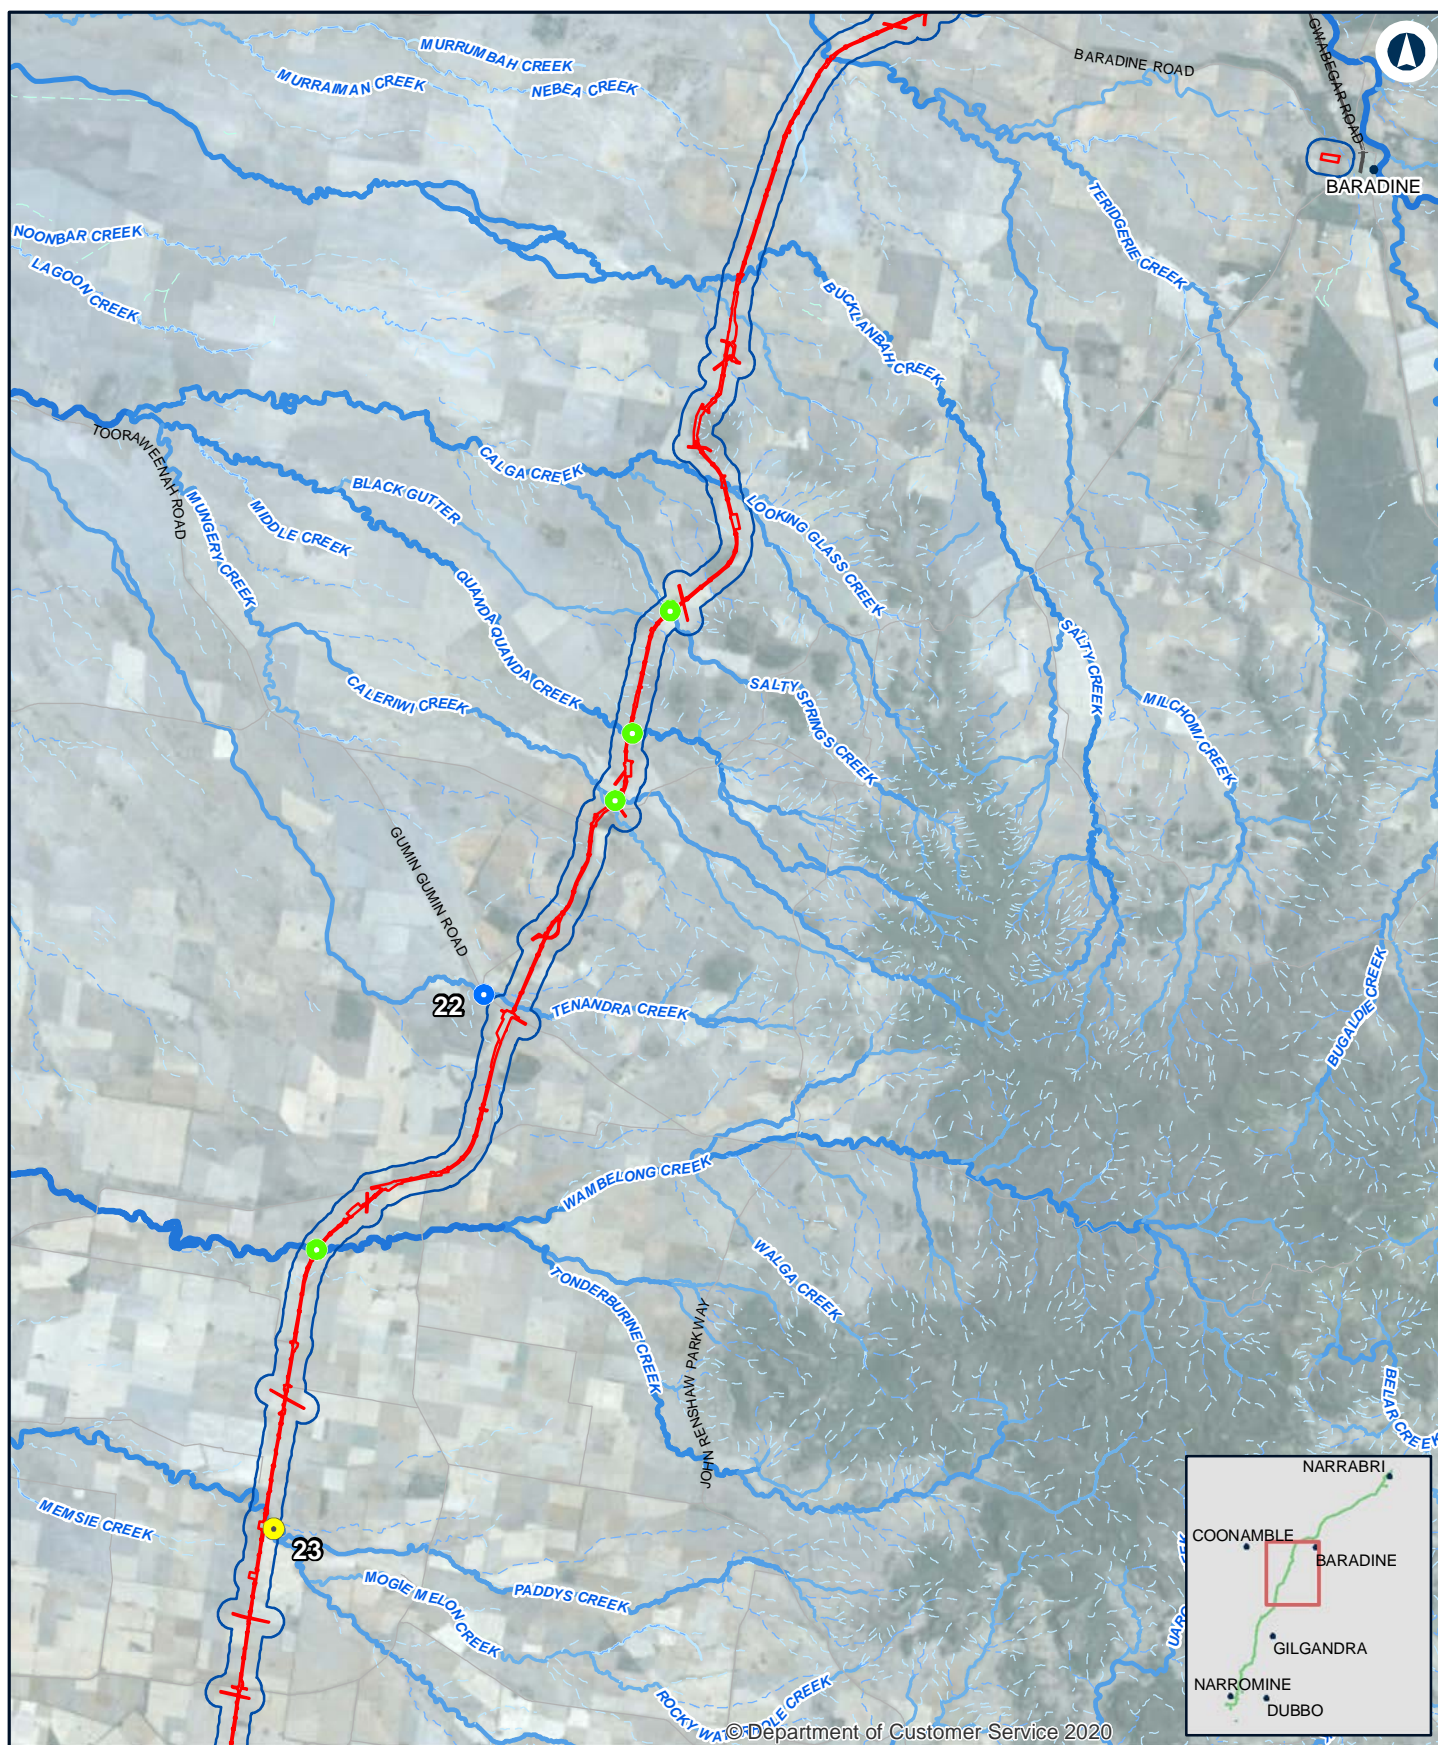 MURRUMBAH CREEK
MURRAIMAN CREEK
NEBEA CREEK
BARADINE ROAD
GWABEGAR ROAD
BARADINE
TERIDGERIE CREEK
NOONBAR CREEK
LAGOON CREEK
BUCKLANBAH CREEK
TOORAWEENAH ROAD
CALGA CREEK
BLACK GUTTER
MIDDLE CREEK
MUNGERY CREEK
LOOKING GLASS CREEK
QUANDA QUANDA CREEK
SALTY CREEK
CALERIWI CREEK
SALTY SPRINGS CREEK
MILCHOMI CREEK
GUMIN GUMIN ROAD
22
TENANDRA CREEK
BUGALDIE CREEK
WAMBELONG CREEK
WALGA CREEK
TONDERBURINE CREEK
JOHN RENSHAW PARKWAY
BELAR CREEK
MEMSIE CREEK
23
MOGIE MELON CREEK
PADDYS CREEK
ROCKY WATERHOLE CREEK
NARRABRI
COONAMBLE
BARADINE
GILGANDRA
NARROMINE
DUBBO
© Department of Customer Service 2020